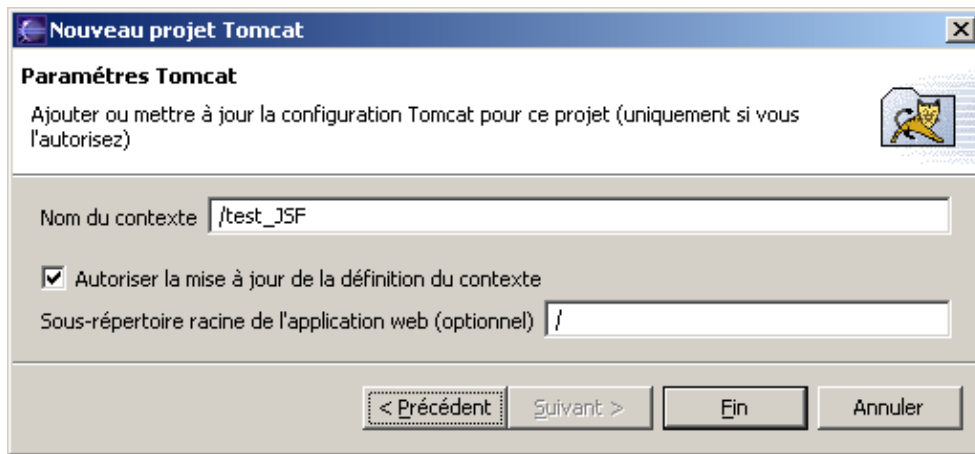 Nouveau projet Tomcat
Paramétres Tomcat
Ajouter ou mettre à jour la configuration Tomcat pour ce projet (uniquement si vous
l'autorisez)
Nom du contexte /test_JSF
Autoriser la mise à jour de la définition du contexte
Sous-répertoire racine de l'application web (optionnel) /
< Précédent Suivant > Fin Annuler